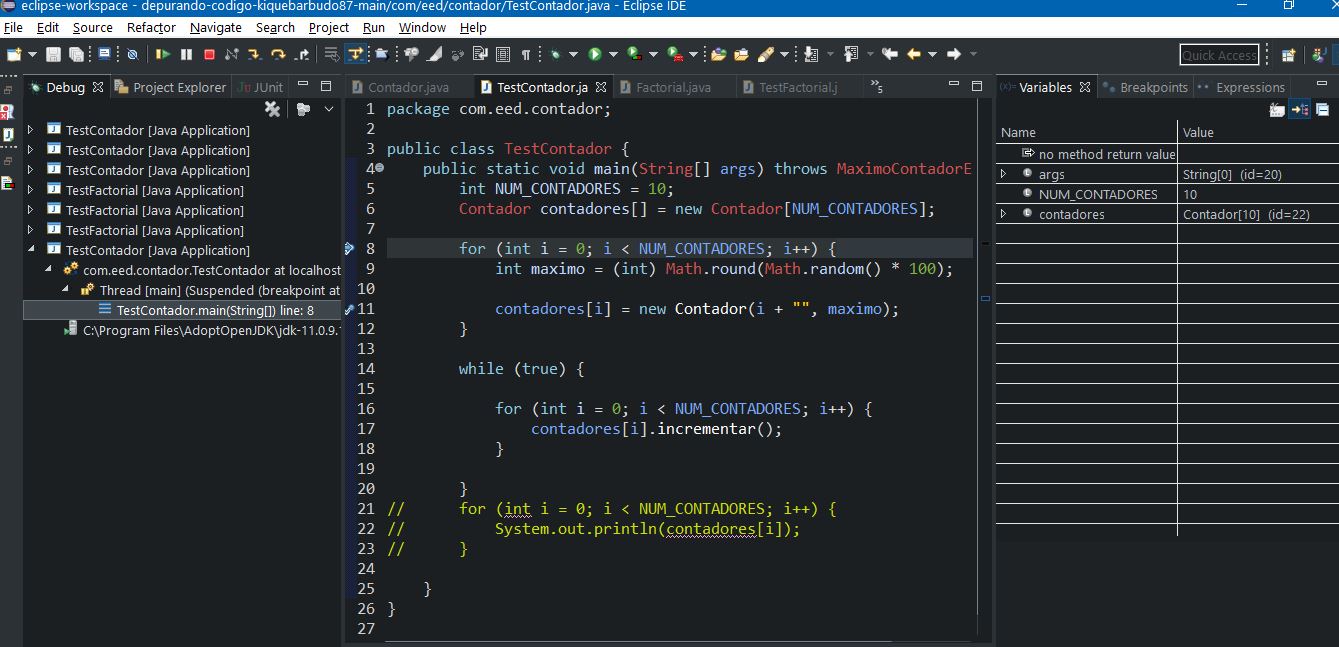 eclipse-workspace - depurando-codigo-kiquebarbudo87-main/com/eed/contador/TestContador.java - Eclipse IDE
File Edit Source Refactor Navigate Search Project Run Window Help
Quick Access
Debug Project Explorer JUnit
Contador.java TestContador.ja Factorial.java TestFactorial.j 5
Variables Breakpoints Expressions
TestContador [Java Application]
TestContador [Java Application]
TestContador [Java Application]
TestFactorial [Java Application]
TestFactorial [Java Application]
TestFactorial [Java Application]
TestContador [Java Application]
com.eed.contador.TestContador at localhost
Thread [main] (Suspended (breakpoint at
TestContador.main(String[]) line: 8
C:\Program Files\AdoptOpenJDK\jdk-11.0.9.1
1 package com.eed.contador;
2
3 public class TestContador {
4 public static void main(String[] args) throws MaximoContadorE
5 int NUM_CONTADORES = 10;
6 Contador contadores[] = new Contador[NUM_CONTADORES];
7
8 for (int i = 0; i < NUM_CONTADORES; i++) {
9 int maximo = (int) Math.round(Math.random() * 100);
10
11 contadores[i] = new Contador(i + "", maximo);
12 }
13
14 while (true) {
15
16 for (int i = 0; i < NUM_CONTADORES; i++) {
17 contadores[i].incrementar();
18 }
19
20 }
21 // for (int i = 0; i < NUM_CONTADORES; i++) {
22 // System.out.println(contadores[i]);
23 // }
24
25 }
26 }
27
Name Value
no method return value
args String[0] (id=20)
NUM_CONTADORES 10
contadores Contador[10] (id=22)